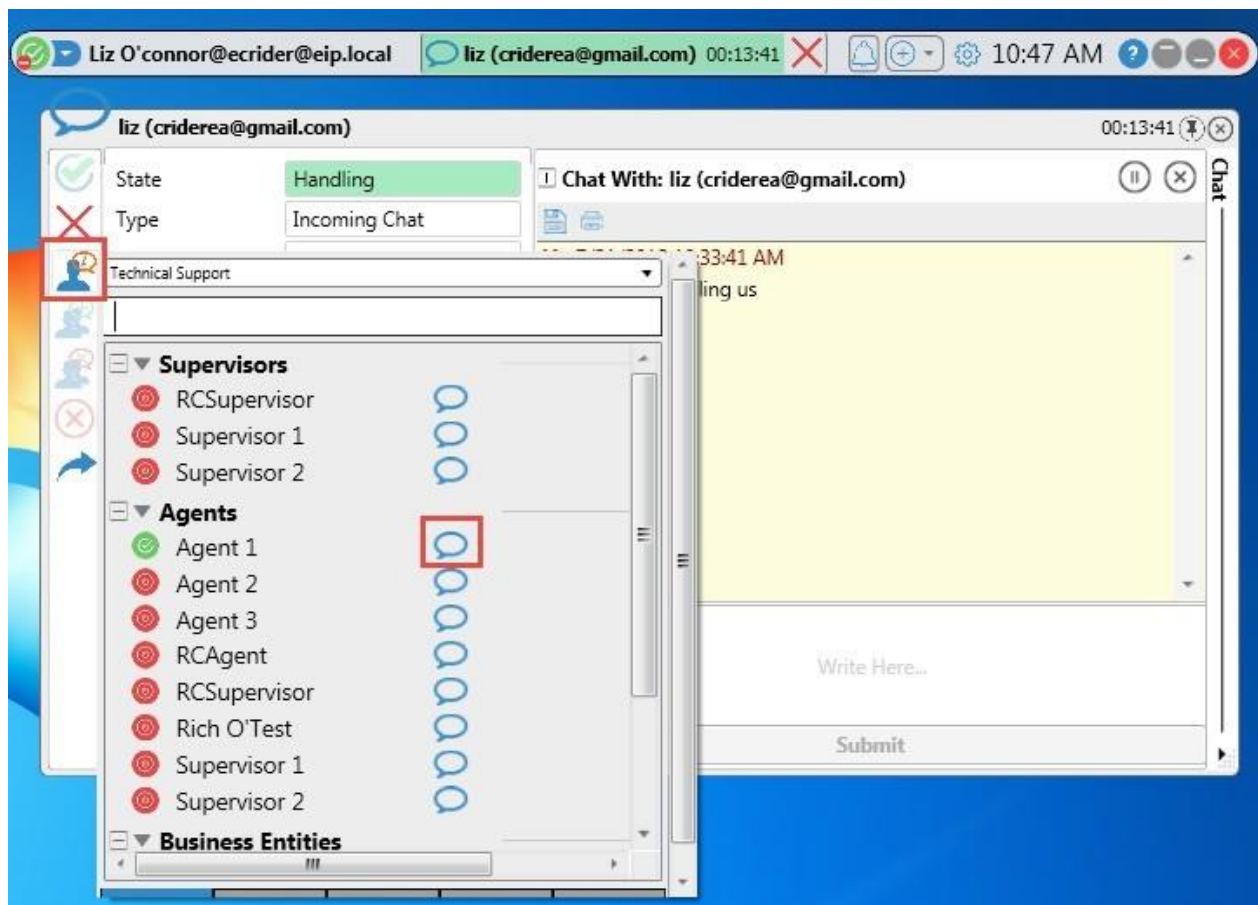 Liz O'connor@ecrider@eip.local liz (criderea@gmail.com) 00:13:41 10:47 AM ?
liz (criderea@gmail.com) 00:13:41
State Handling
Type Incoming Chat
Chat With: liz (criderea@gmail.com)
Chat
33:41 AM
ling us
Technical Support
Supervisors
RCSupervisor
Supervisor 1
Supervisor 2
Agents
Agent 1
Agent 2
Agent 3
RCAgent
RCSupervisor
Rich O'Test
Supervisor 1
Supervisor 2
Business Entities
Write Here...
Submit